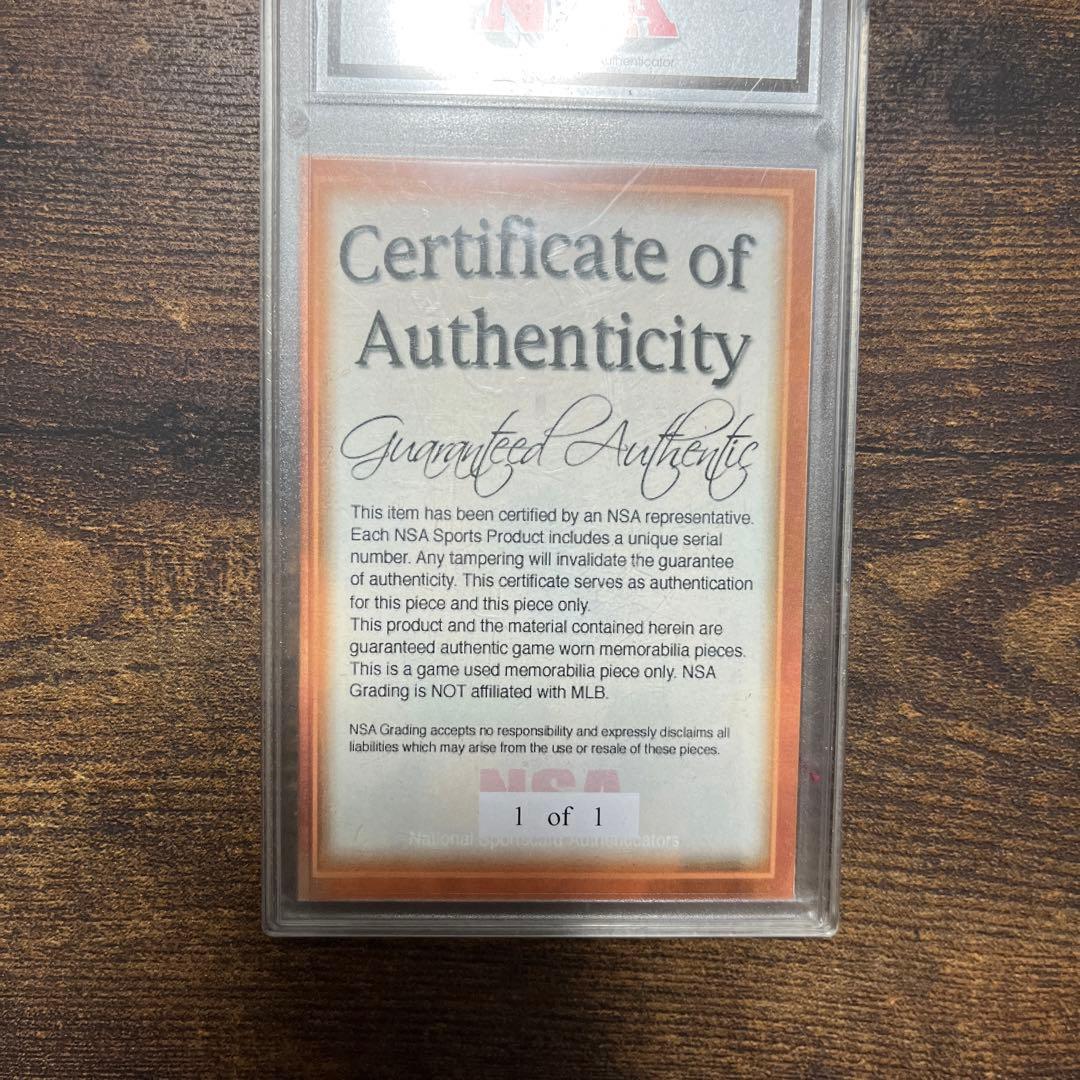 NSA
Authenticator
Certificate of
Authenticity
Guaranteed Authentic
This item has been certified by an NSA representative.
Each NSA Sports Product includes a unique serial
number. Any tampering will invalidate the guarantee
of authenticity. This certificate serves as authentication
for this piece and this piece only.
This product and the material contained herein are
guaranteed authentic game worn memorabilia pieces.
This is a game used memorabilia piece only. NSA
Grading is NOT affiliated with MLB.
NSA Grading accepts no responsibility and expressly disclaims all
liabilities which may arise from the use or resale of these pieces.
NSA
1 of 1
National Sportscard Authenticators